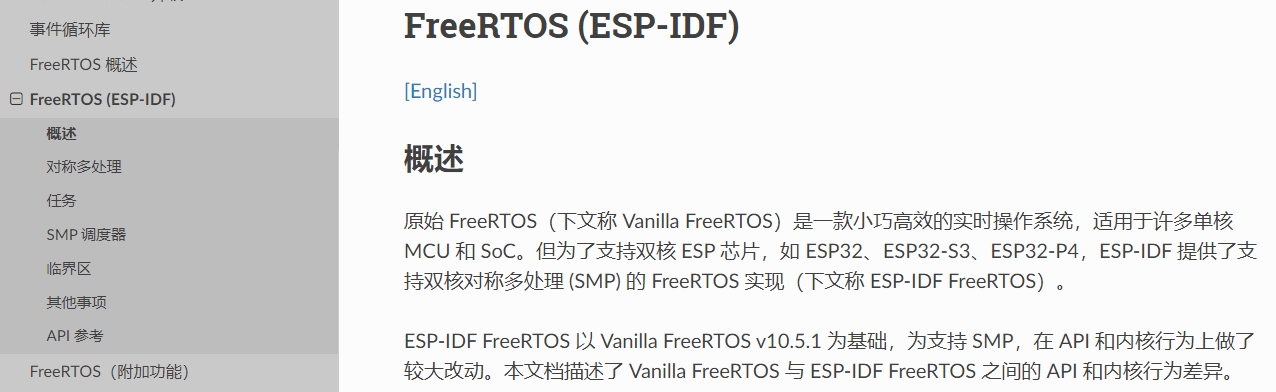 事件循环库
FreeRTOS 概述
FreeRTOS (ESP-IDF)
概述
对称多处理
任务
SMP 调度器
临界区
其他事项
API 参考
FreeRTOS（附加功能）
FreeRTOS (ESP-IDF)
[English]
概述
原始 FreeRTOS（下文称 Vanilla FreeRTOS）是一款小巧高效的实时操作系统，适用于许多单核
MCU 和 SoC。但为了支持双核 ESP 芯片，如 ESP32、ESP32-S3、ESP32-P4，ESP-IDF 提供了支
持双核对称多处理 (SMP) 的 FreeRTOS 实现（下文称 ESP-IDF FreeRTOS）。
ESP-IDF FreeRTOS 以 Vanilla FreeRTOS v10.5.1 为基础，为支持 SMP，在 API 和内核行为上做了
较大改动。本文档描述了 Vanilla FreeRTOS 与 ESP-IDF FreeRTOS 之间的 API 和内核行为差异。